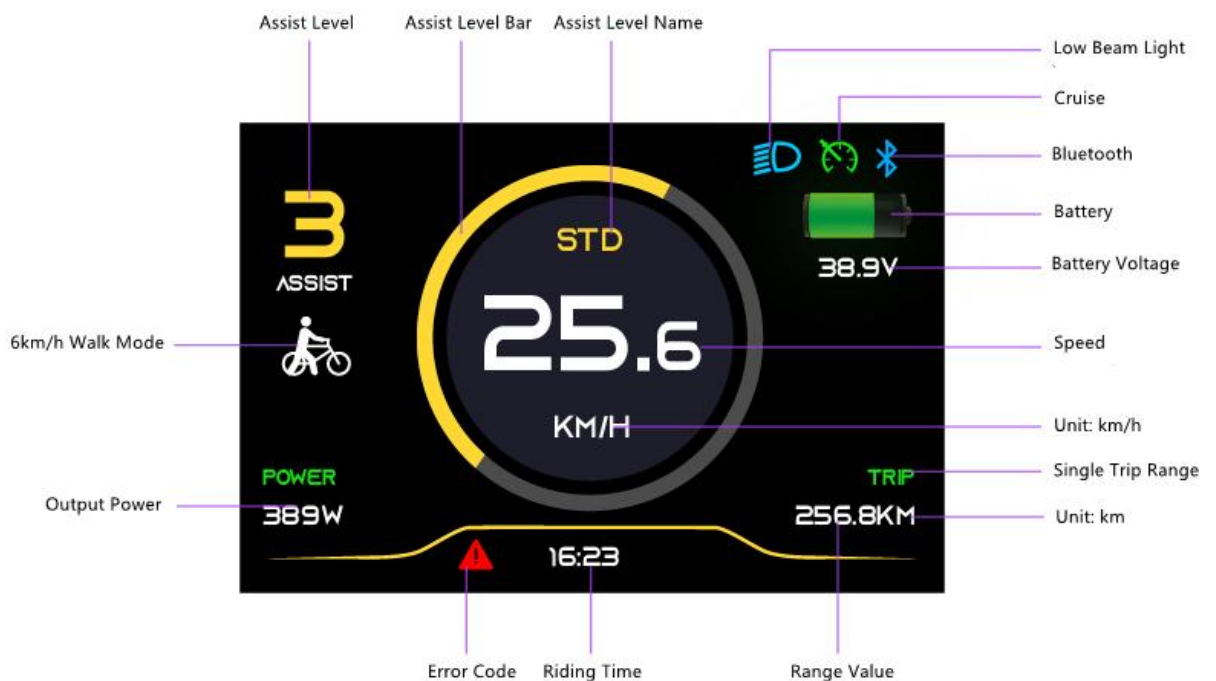 Assist Level
Assist Level Bar
Assist Level Name
Low Beam Light
Cruise
Bluetooth
Battery
Battery Voltage
Speed
Unit: km/h
Single Trip Range
Unit: km
6km/h Walk Mode
Output Power
3
ASSIST
STD
25.6
KM/H
38.9V
POWER
389W
TRIP
256.8KM
16:23
Error Code
Riding Time
Range Value